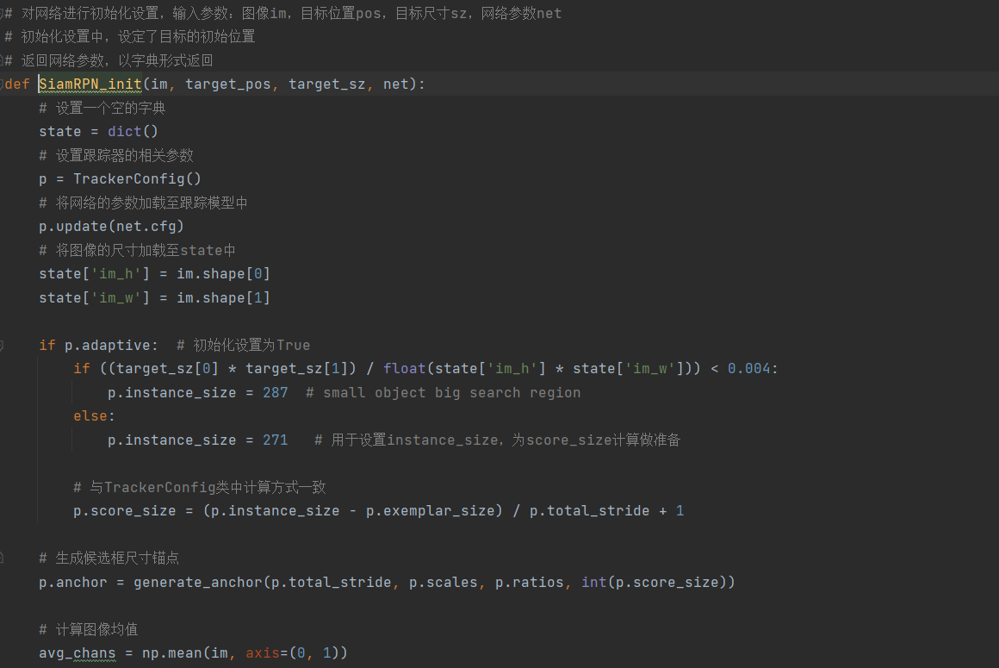 # 对网络进行初始化设置，输入参数：图像im，目标位置pos，目标尺寸sz，网络参数net
# 初始化设置中，设定了目标的初始位置
# 返回网络参数，以字典形式返回
def SiamRPN_init(im, target_pos, target_sz, net):
    # 设置一个空的字典
    state = dict()
    # 设置跟踪器的相关参数
    p = TrackerConfig()
    # 将网络的参数加载至跟踪模型中
    p.update(net.cfg)
    # 将图像的尺寸加载至state中
    state['im_h'] = im.shape[0]
    state['im_w'] = im.shape[1]

    if p.adaptive:  # 初始化设置为True
        if ((target_sz[0] * target_sz[1]) / float(state['im_h'] * state['im_w'])) < 0.004:
            p.instance_size = 287  # small object big search region
        else:
            p.instance_size = 271   # 用于设置instance_size，为score_size计算做准备

        # 与TrackerConfig类中计算方式一致
        p.score_size = (p.instance_size - p.exemplar_size) / p.total_stride + 1

    # 生成候选框尺寸锚点
    p.anchor = generate_anchor(p.total_stride, p.scales, p.ratios, int(p.score_size))

    # 计算图像均值
    avg_chans = np.mean(im, axis=(0, 1))